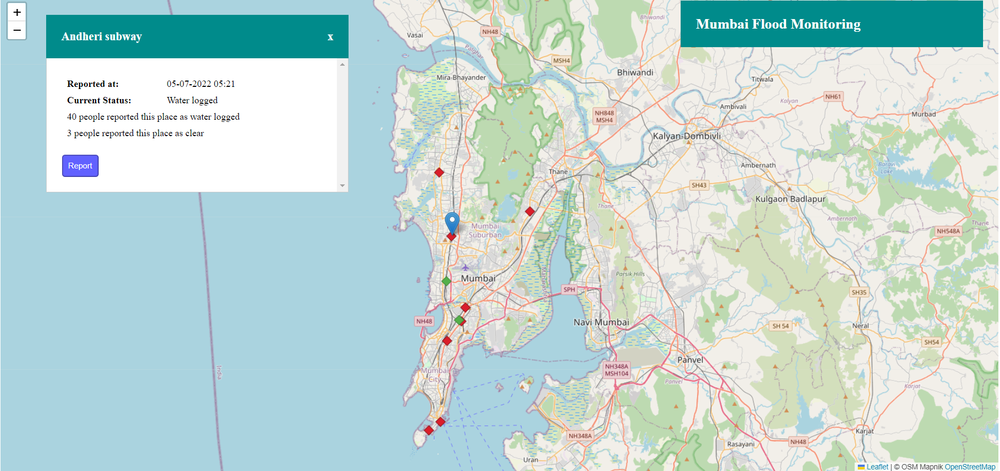 +
−
Andheri subway x
Reported at: 05-07-2022 05:21
Current Status: Water logged
40 people reported this place as water logged
3 people reported this place as clear
Report
Mumbai Flood Monitoring
Bhiwandi
NH48
Vasai
Palghar
MSH4
Bhiwandi
Mira-Bhayander
Titwala
NH61
Kalyan
Ambivali
NH848
MSH4
Murbad
Kalyan-Dombivli
Thane
Ambernath
Baravi
Lake
SH43
Kulgaon Badlapur
Thane
Ambernath
Thane
Mumbai
Suburban
NH548A
Mumbai
Maharashtra
Parsik Hills
SPH
SH35
NH48
Navi Mumbai
SH 54
Neral
SH54
Panvel
India
Mumbai
City
NH348A
MSH104
Panvel
Karjat
NH348A
Karjat
NH48
Rasayani
Uran
Leaflet | © OSM Mapnik OpenStreetMap